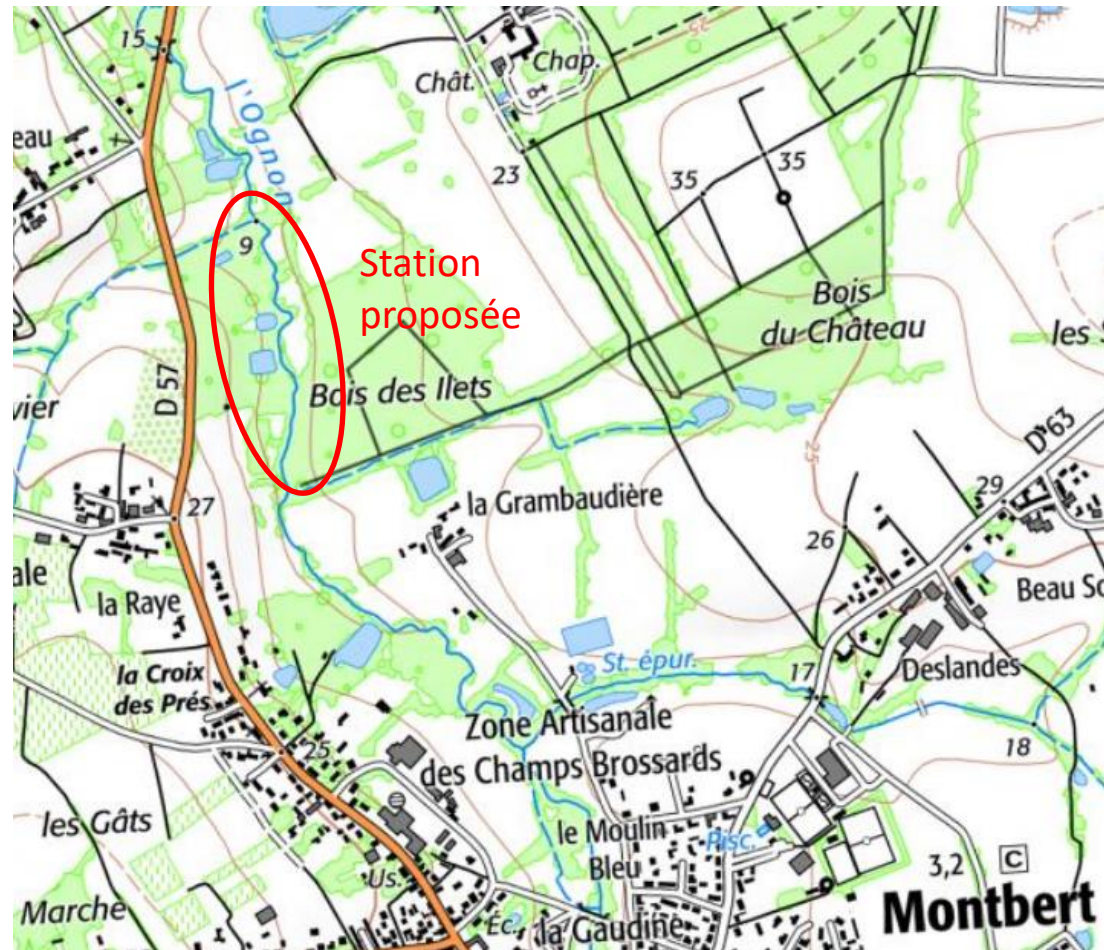 15
l'Ognon
Chât.
Chap.
25
eau
23
35
35
9
Station
proposée
Bois
du Château
les S
D 57
Bois des Ilets
vier
25
D 63
la Grambaudière
29
27
26
ale
la Raye
Beau So
la Croix
des Prés
St. épur.
17
Deslandes
Zone Artisanale
des Champs Brossards
25
18
les Gâts
le Moulin
Bleu
Pisc.
Us.
3,2
C
Marche
Éc.
la Gaudine
Montbert